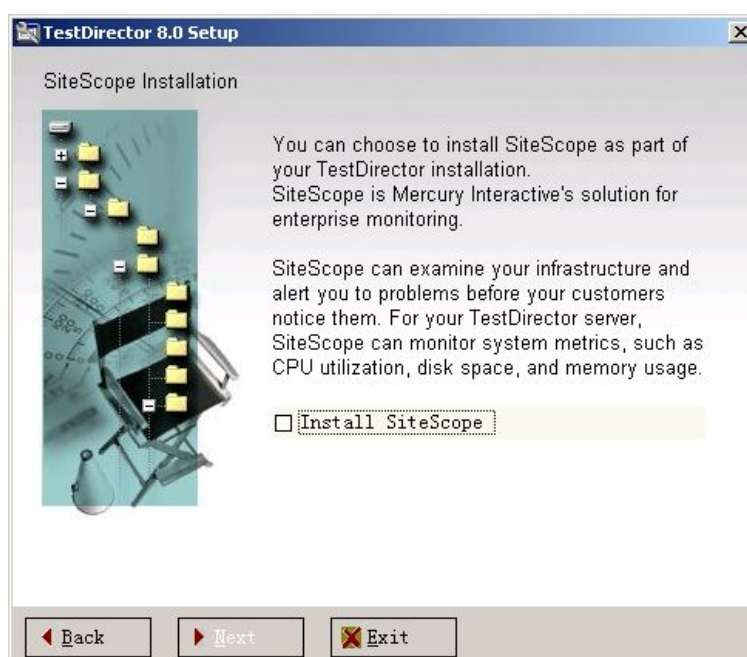 TestDirector 8.0 Setup
SiteScope Installation
You can choose to install SiteScope as part of
your TestDirector installation.
SiteScope is Mercury Interactive's solution for
enterprise monitoring.
SiteScope can examine your infrastructure and
alert you to problems before your customers
notice them. For your TestDirector server,
SiteScope can monitor system metrics, such as
CPU utilization, disk space, and memory usage.
Install SiteScope
Back
Next
Exit